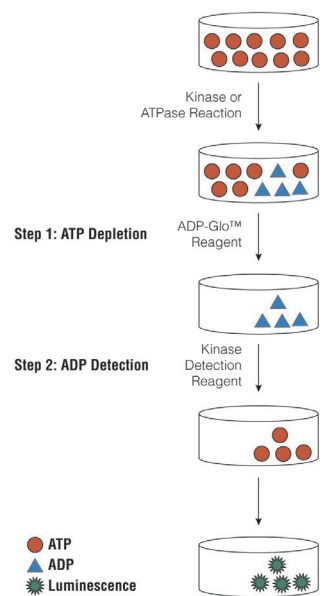 Kinase or
ATPase Reaction
Step 1: ATP Depletion
ADP-Glo™
Reagent
Step 2: ADP Detection
Kinase
Detection
Reagent
ATP
ADP
Luminescence